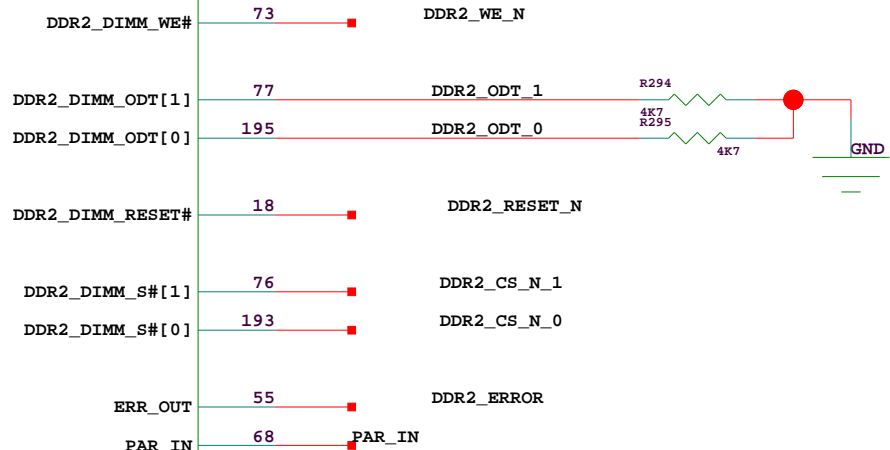 DDR2_DIMM_WE# 73 DDR2_WE_N
R294
DDR2_DIMM_ODT[1] 77 DDR2_ODT_1
4K7
R295
DDR2_DIMM_ODT[0] 195 DDR2_ODT_0
4K7
GND
DDR2_DIMM_RESET# 18 DDR2_RESET_N
DDR2_DIMM_S#[1] 76 DDR2_CS_N_1
DDR2_DIMM_S#[0] 193 DDR2_CS_N_0
ERR_OUT 55 DDR2_ERROR
PAR_IN 68 PAR_IN